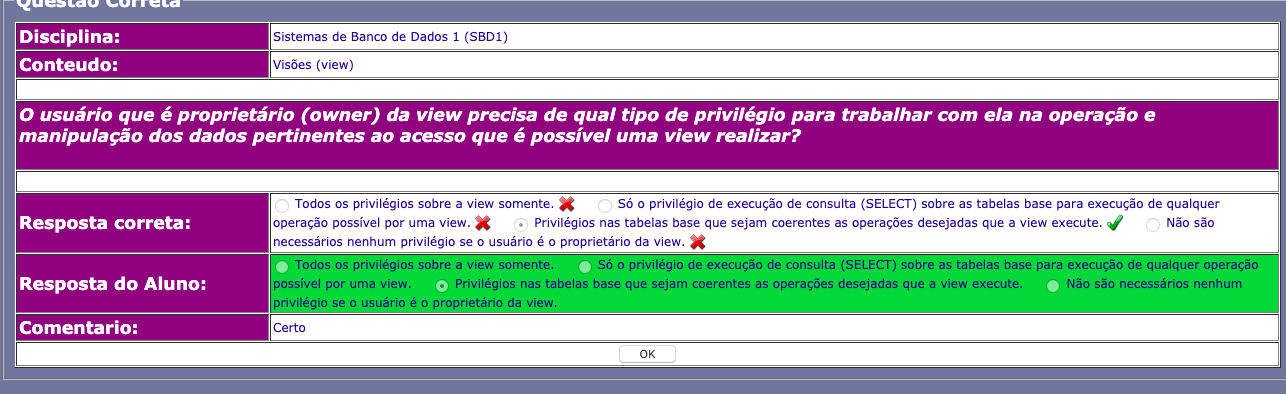 Questão Correta
Disciplina:
Sistemas de Banco de Dados 1 (SBD1)
Conteudo:
Visões (view)
O usuário que é proprietário (owner) da view precisa de qual tipo de privilégio para trabalhar com ela na operação e
manipulação dos dados pertinentes ao acesso que é possível uma view realizar?
Resposta correta:
Todos os privilégios sobre a view somente. Só o privilégio de execução de consulta (SELECT) sobre as tabelas base para execução de qualquer
operação possível por uma view. Privilégios nas tabelas base que sejam coerentes as operações desejadas que a view execute. Não são
necessários nenhum privilégio se o usuário é o proprietário da view.
Resposta do Aluno:
Todos os privilégios sobre a view somente. Só o privilégio de execução de consulta (SELECT) sobre as tabelas base para execução de qualquer operação
possível por uma view. Privilégios nas tabelas base que sejam coerentes as operações desejadas que a view execute. Não são necessários nenhum
privilégio se o usuário é o proprietário da view.
Comentario:
Certo
OK